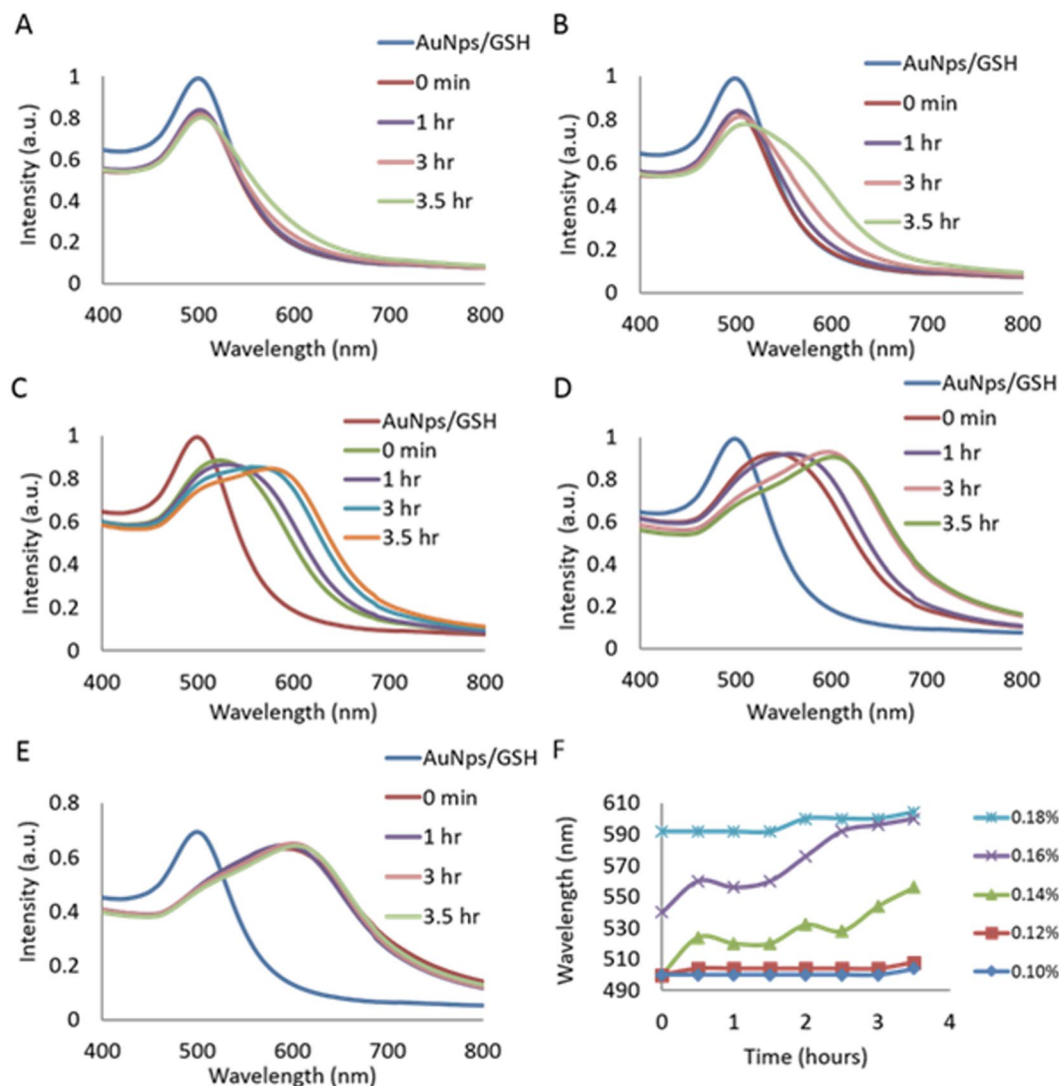 A
AuNps/GSH
0 min
1 hr
3 hr
3.5 hr
1
0.8
0.6
0.4
0.2
0
Intensity (a.u.)
400 500 600 700 800
Wavelength (nm)
B
AuNps/GSH
0 min
1 hr
3 hr
3.5 hr
1
0.8
0.6
0.4
0.2
0
Intensity (a.u.)
400 500 600 700 800
Wavelength (nm)
C
AuNps/GSH
0 min
1 hr
3 hr
3.5 hr
1
0.8
0.6
0.4
0.2
0
Intensity (a.u.)
400 500 600 700 800
Wavelength (nm)
D
AuNps/GSH
0 min
1 hr
3 hr
3.5 hr
1
0.8
0.6
0.4
0.2
0
Intensity (a.u.)
400 500 600 700 800
Wavelength (nm)
E
AuNps/GSH
0 min
1 hr
3 hr
3.5 hr
0.8
0.6
0.4
0.2
0
Intensity (a.u.)
400 500 600 700 800
Wavelength (nm)
F
610
590
570
550
530
510
490
Wavelength (nm)
0 1 2 3 4
Time (hours)
0.18%
0.16%
0.14%
0.12%
0.10%